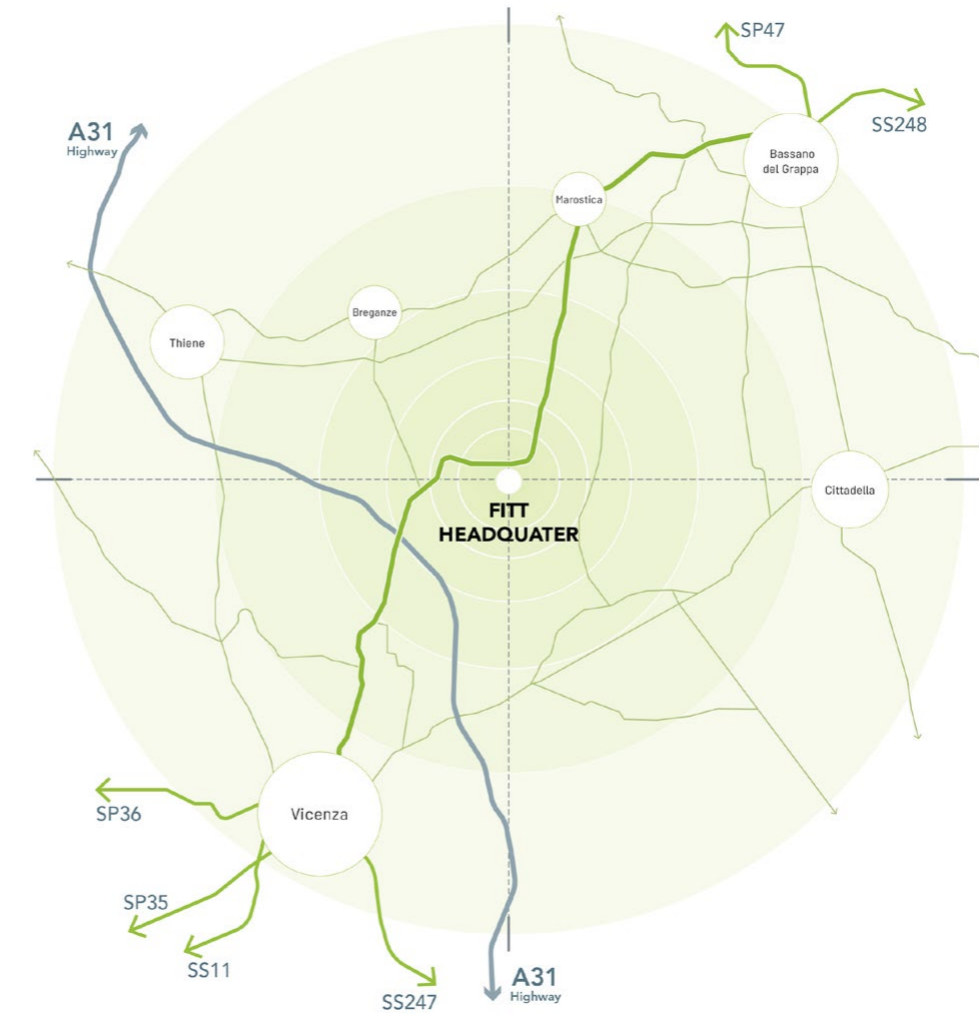 SP47
SS248
A31
Highway
Bassano
del Grappa
Marostica
Breganze
Thiene
Cittadella
FITT
HEADQUATER
Vicenza
SP36
SP35
SS11
SS247
A31
Highway